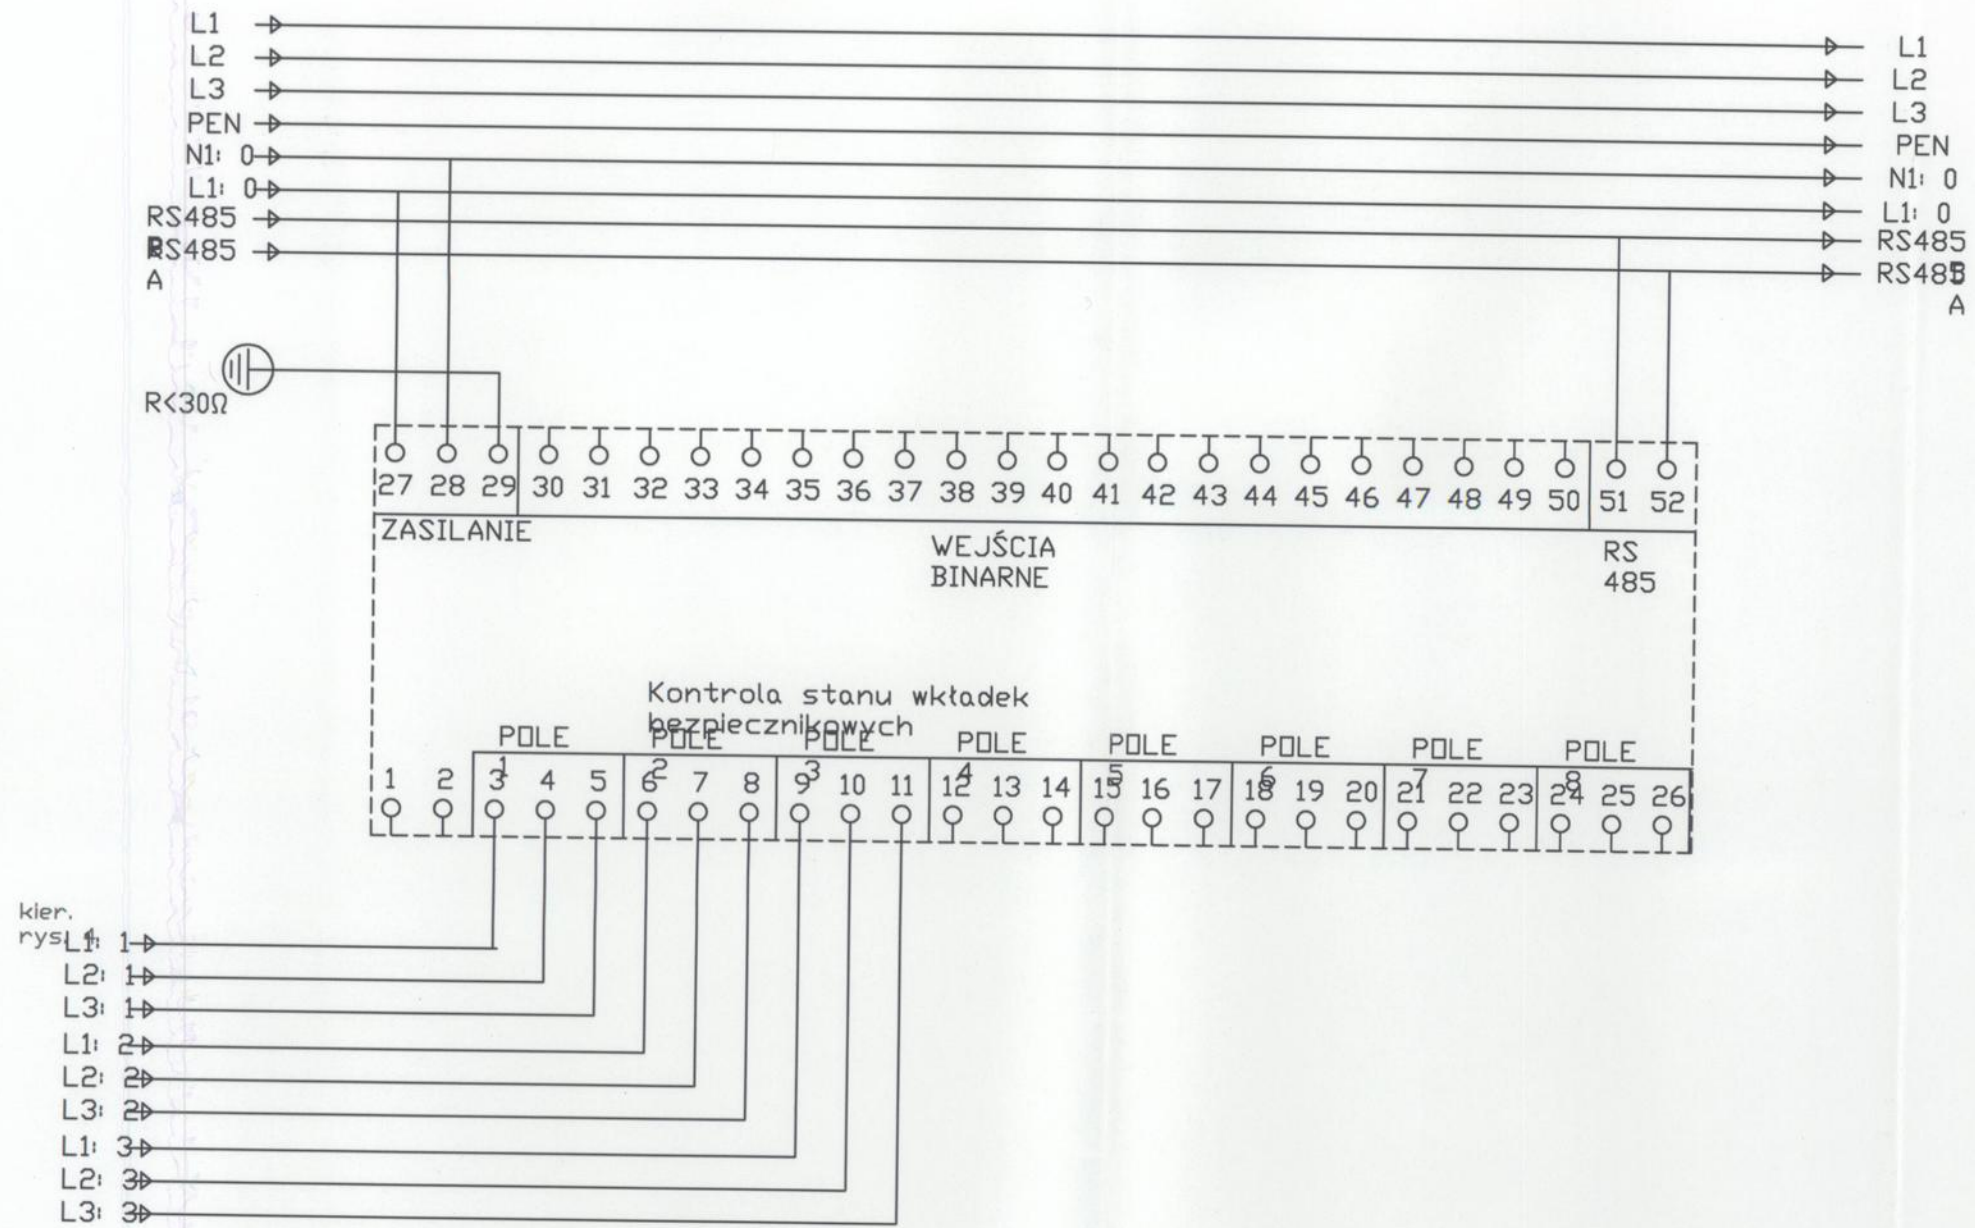 L1
L2
L3
PEN
N1: 0
L1: 0
RS485
B
RS485
A
L1
L2
L3
PEN
N1: 0
L1: 0
RS485
B
RS485
A
R<30Ω
27 28 29 30 31 32 33 34 35 36 37 38 39 40 41 42 43 44 45 46 47 48 49 50 51 52
ZASILANIE
WEJŚCIA
BINARNE
RS
485
Kontrola stanu wkładek
bezpiecznikowych
POLE
1
POLE
2
POLE
3
POLE
4
POLE
5
POLE
6
POLE
7
POLE
8
1 2 3 4 5 6 7 8 9 10 11 12 13 14 15 16 17 18 19 20 21 22 23 24 25 26
kier.
rys. 4
L1: 1
L2: 1
L3: 1
L1: 2
L2: 2
L3: 2
L1: 3
L2: 3
L3: 3